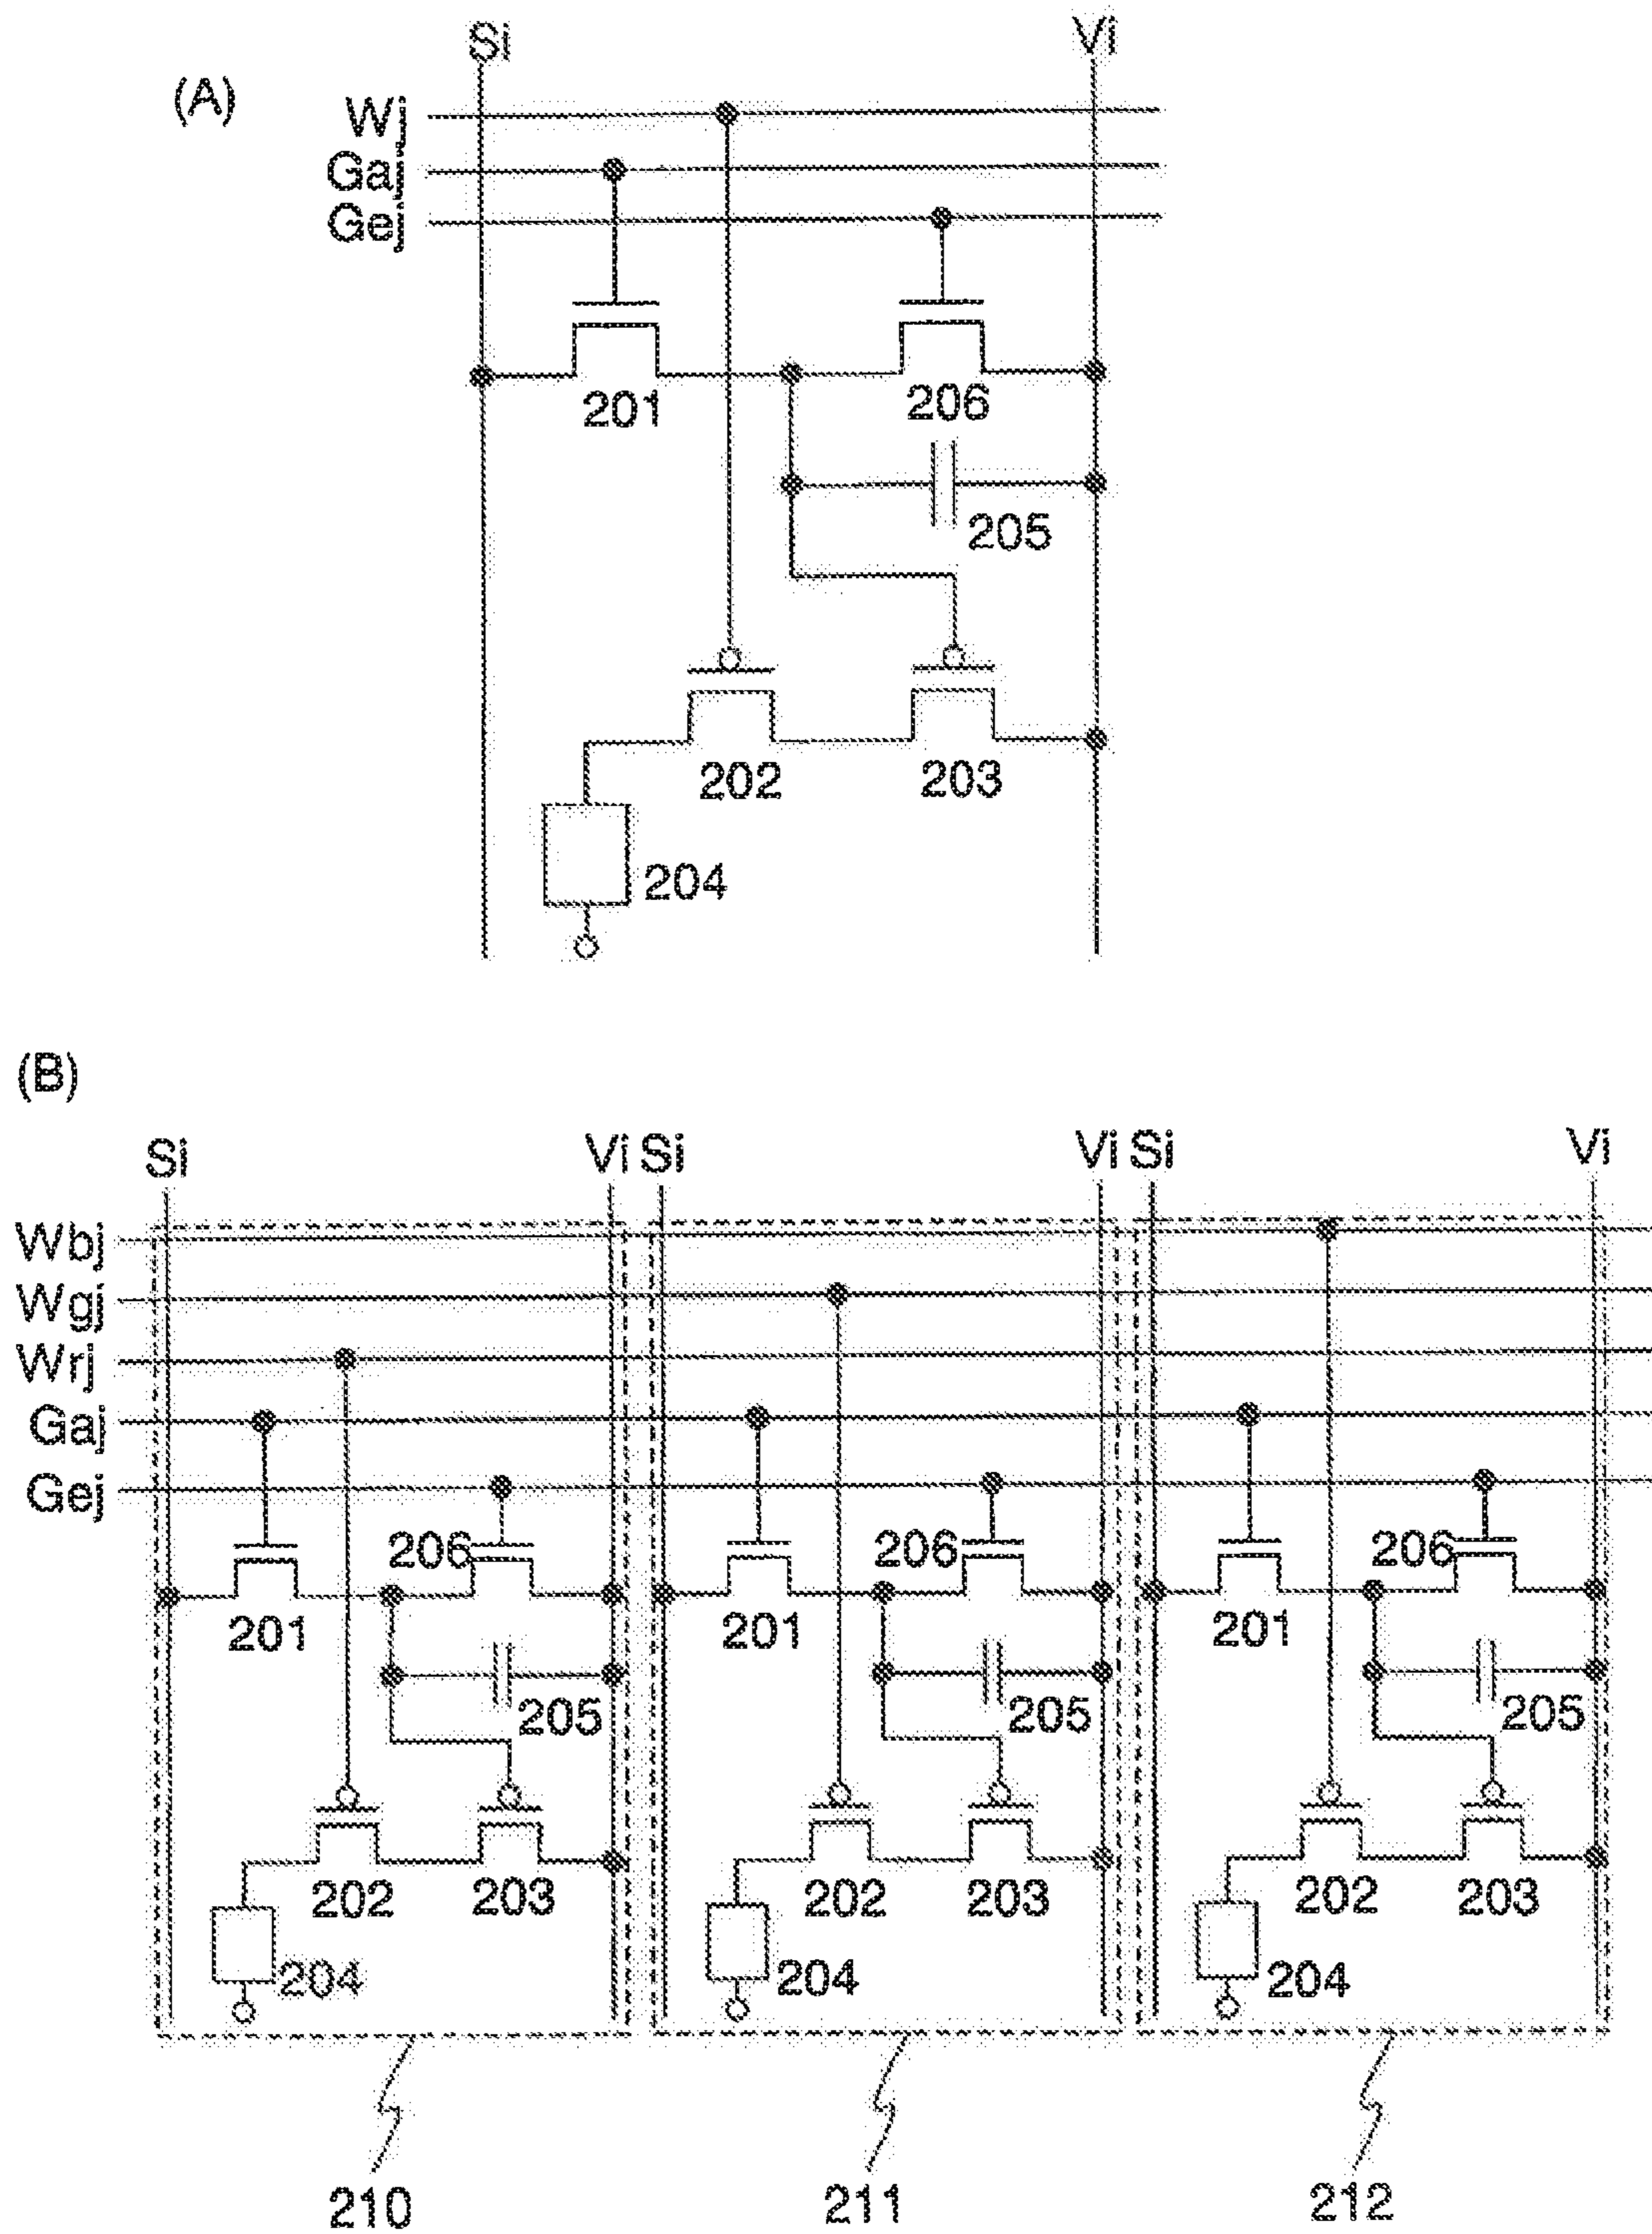 (A)
Si Vi
Wj
Gaj
Gej
201 206
205
202 203
204
(B)
Si Vi Si Vi Si Vi
Wbj
Wgj
Wrj
Gaj
Gej
206 206 206
201 201 201
205 205 205
202 203 202 203 202 203
204 204 204
210 211 212